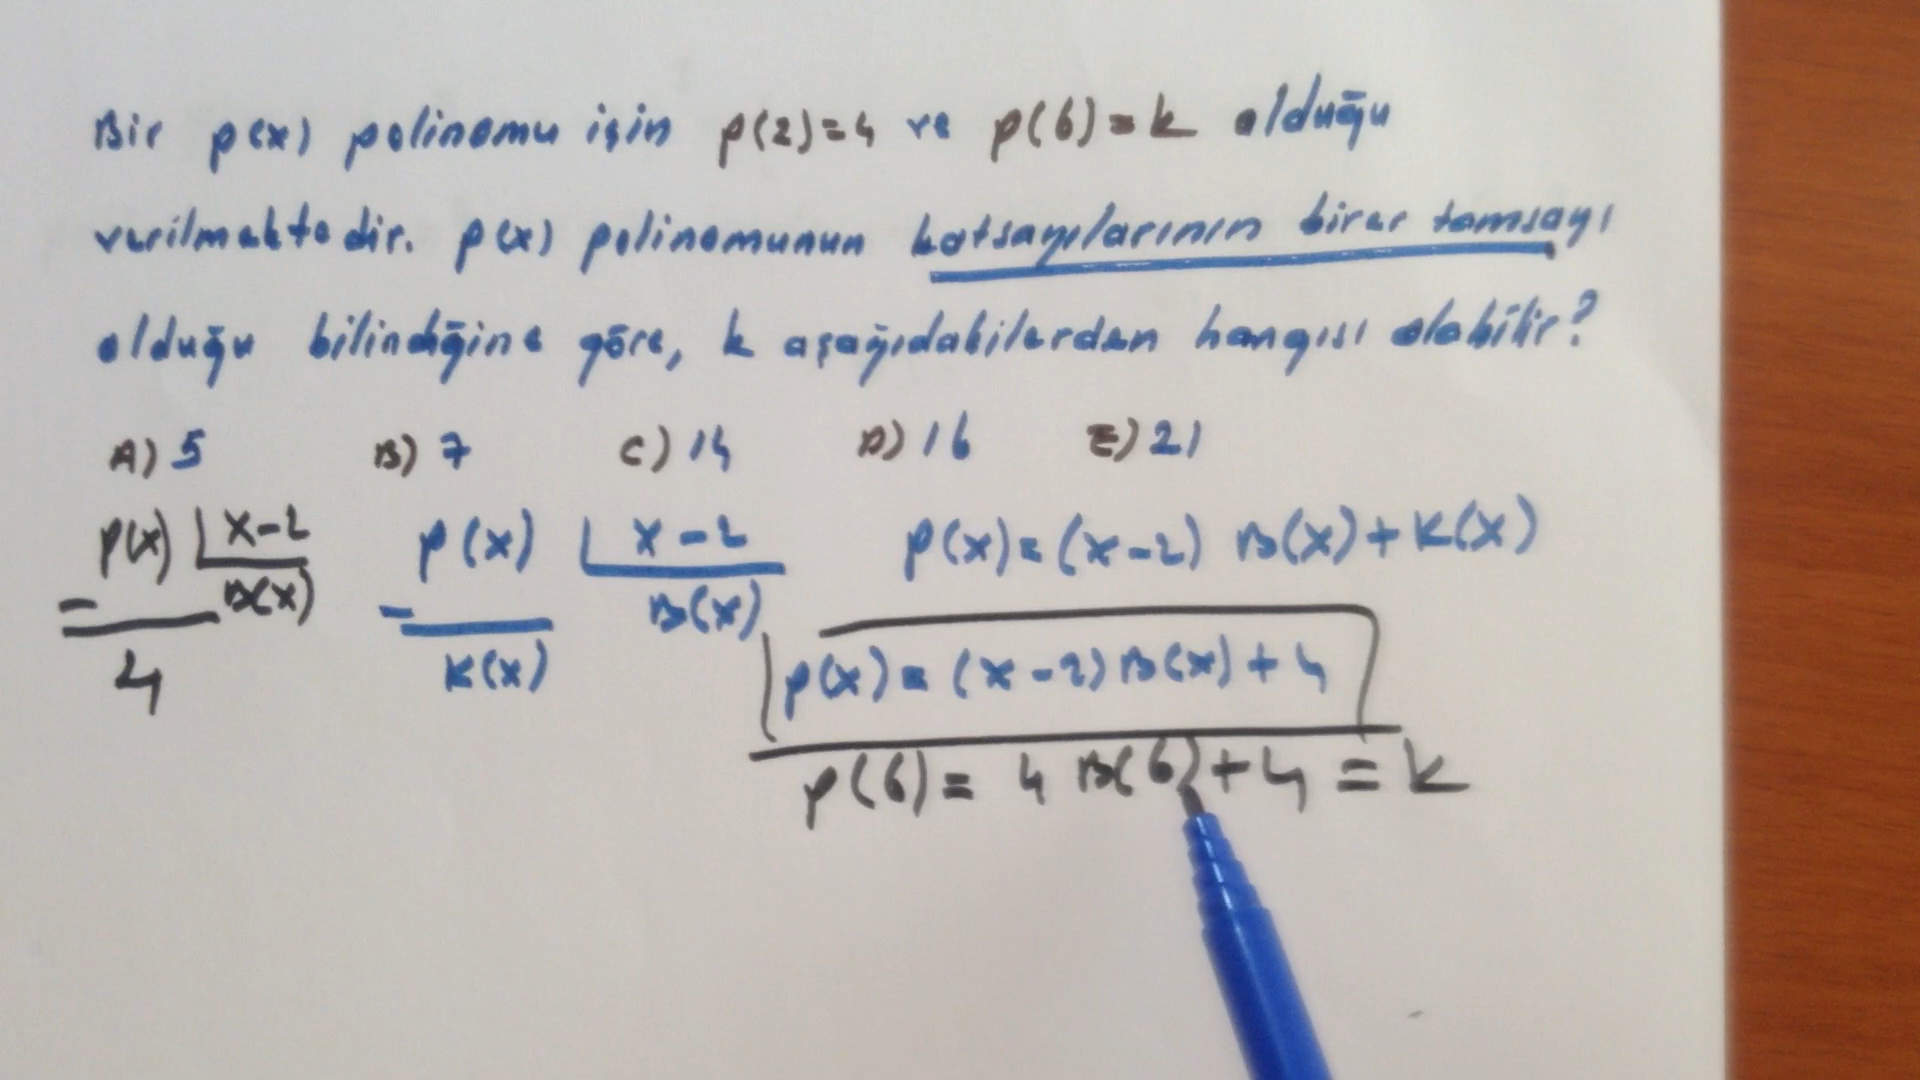 Bir p(x) polinomu için p(2)=4 ve p(6)=k olduğu
verilmektedir. p(x) polinomunun katsayılarının birer tamsayı
olduğu bilindiğine göre, k aşağıdakilerden hangisi olabilir?
A) 5 B) 7 C) 14 D) 16 E) 21
p(x) x-2 p(x) x-2 p(x)=(x-2) B(x)+K(x)
- B(x) - B(x)
4 K(x) p(x)=(x-2)B(x)+4
p(6)= 4 B(6)+4 = k